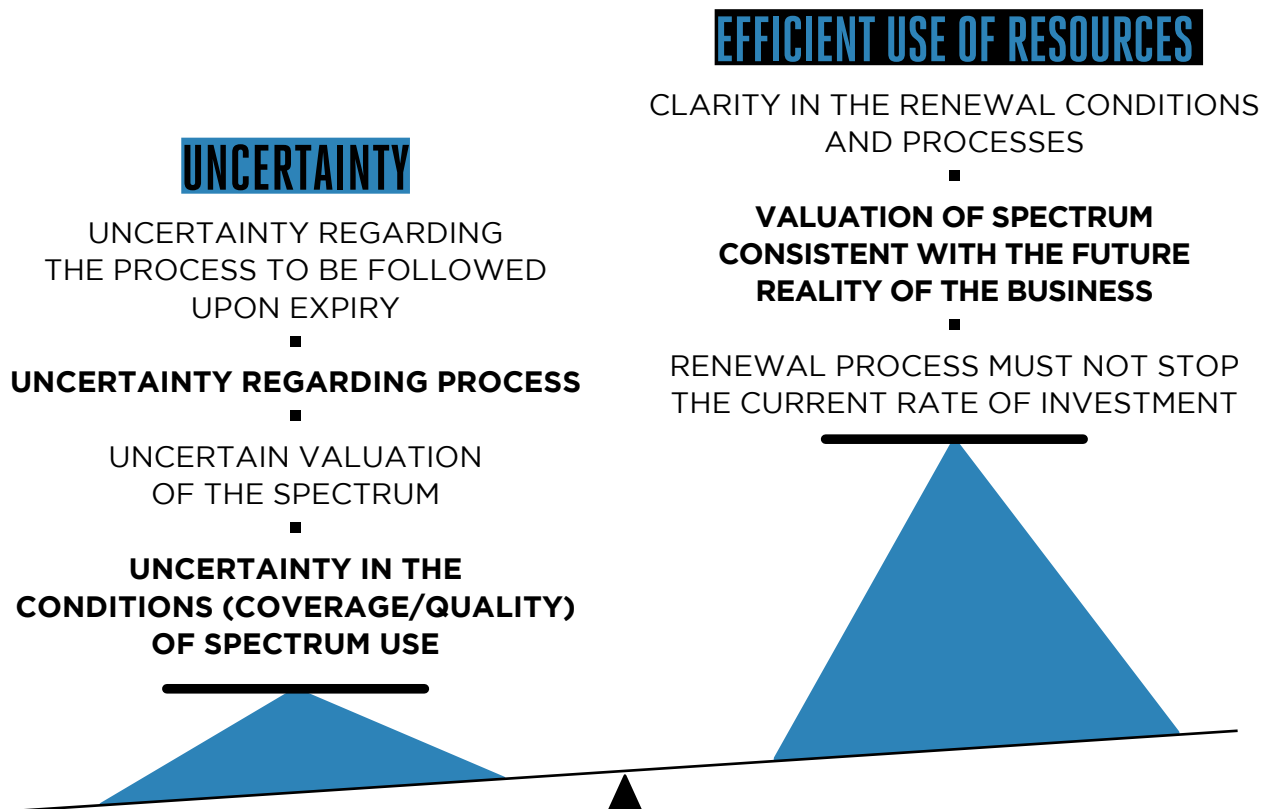 UNCERTAINTY
UNCERTAINTY REGARDING
THE PROCESS TO BE FOLLOWED
UPON EXPIRY
UNCERTAINTY REGARDING PROCESS
UNCERTAIN VALUATION
OF THE SPECTRUM
UNCERTAINTY IN THE
CONDITIONS (COVERAGE/QUALITY)
OF SPECTRUM USE
EFFICIENT USE OF RESOURCES
CLARITY IN THE RENEWAL CONDITIONS
AND PROCESSES
VALUATION OF SPECTRUM
CONSISTENT WITH THE FUTURE
REALITY OF THE BUSINESS
RENEWAL PROCESS MUST NOT STOP
THE CURRENT RATE OF INVESTMENT